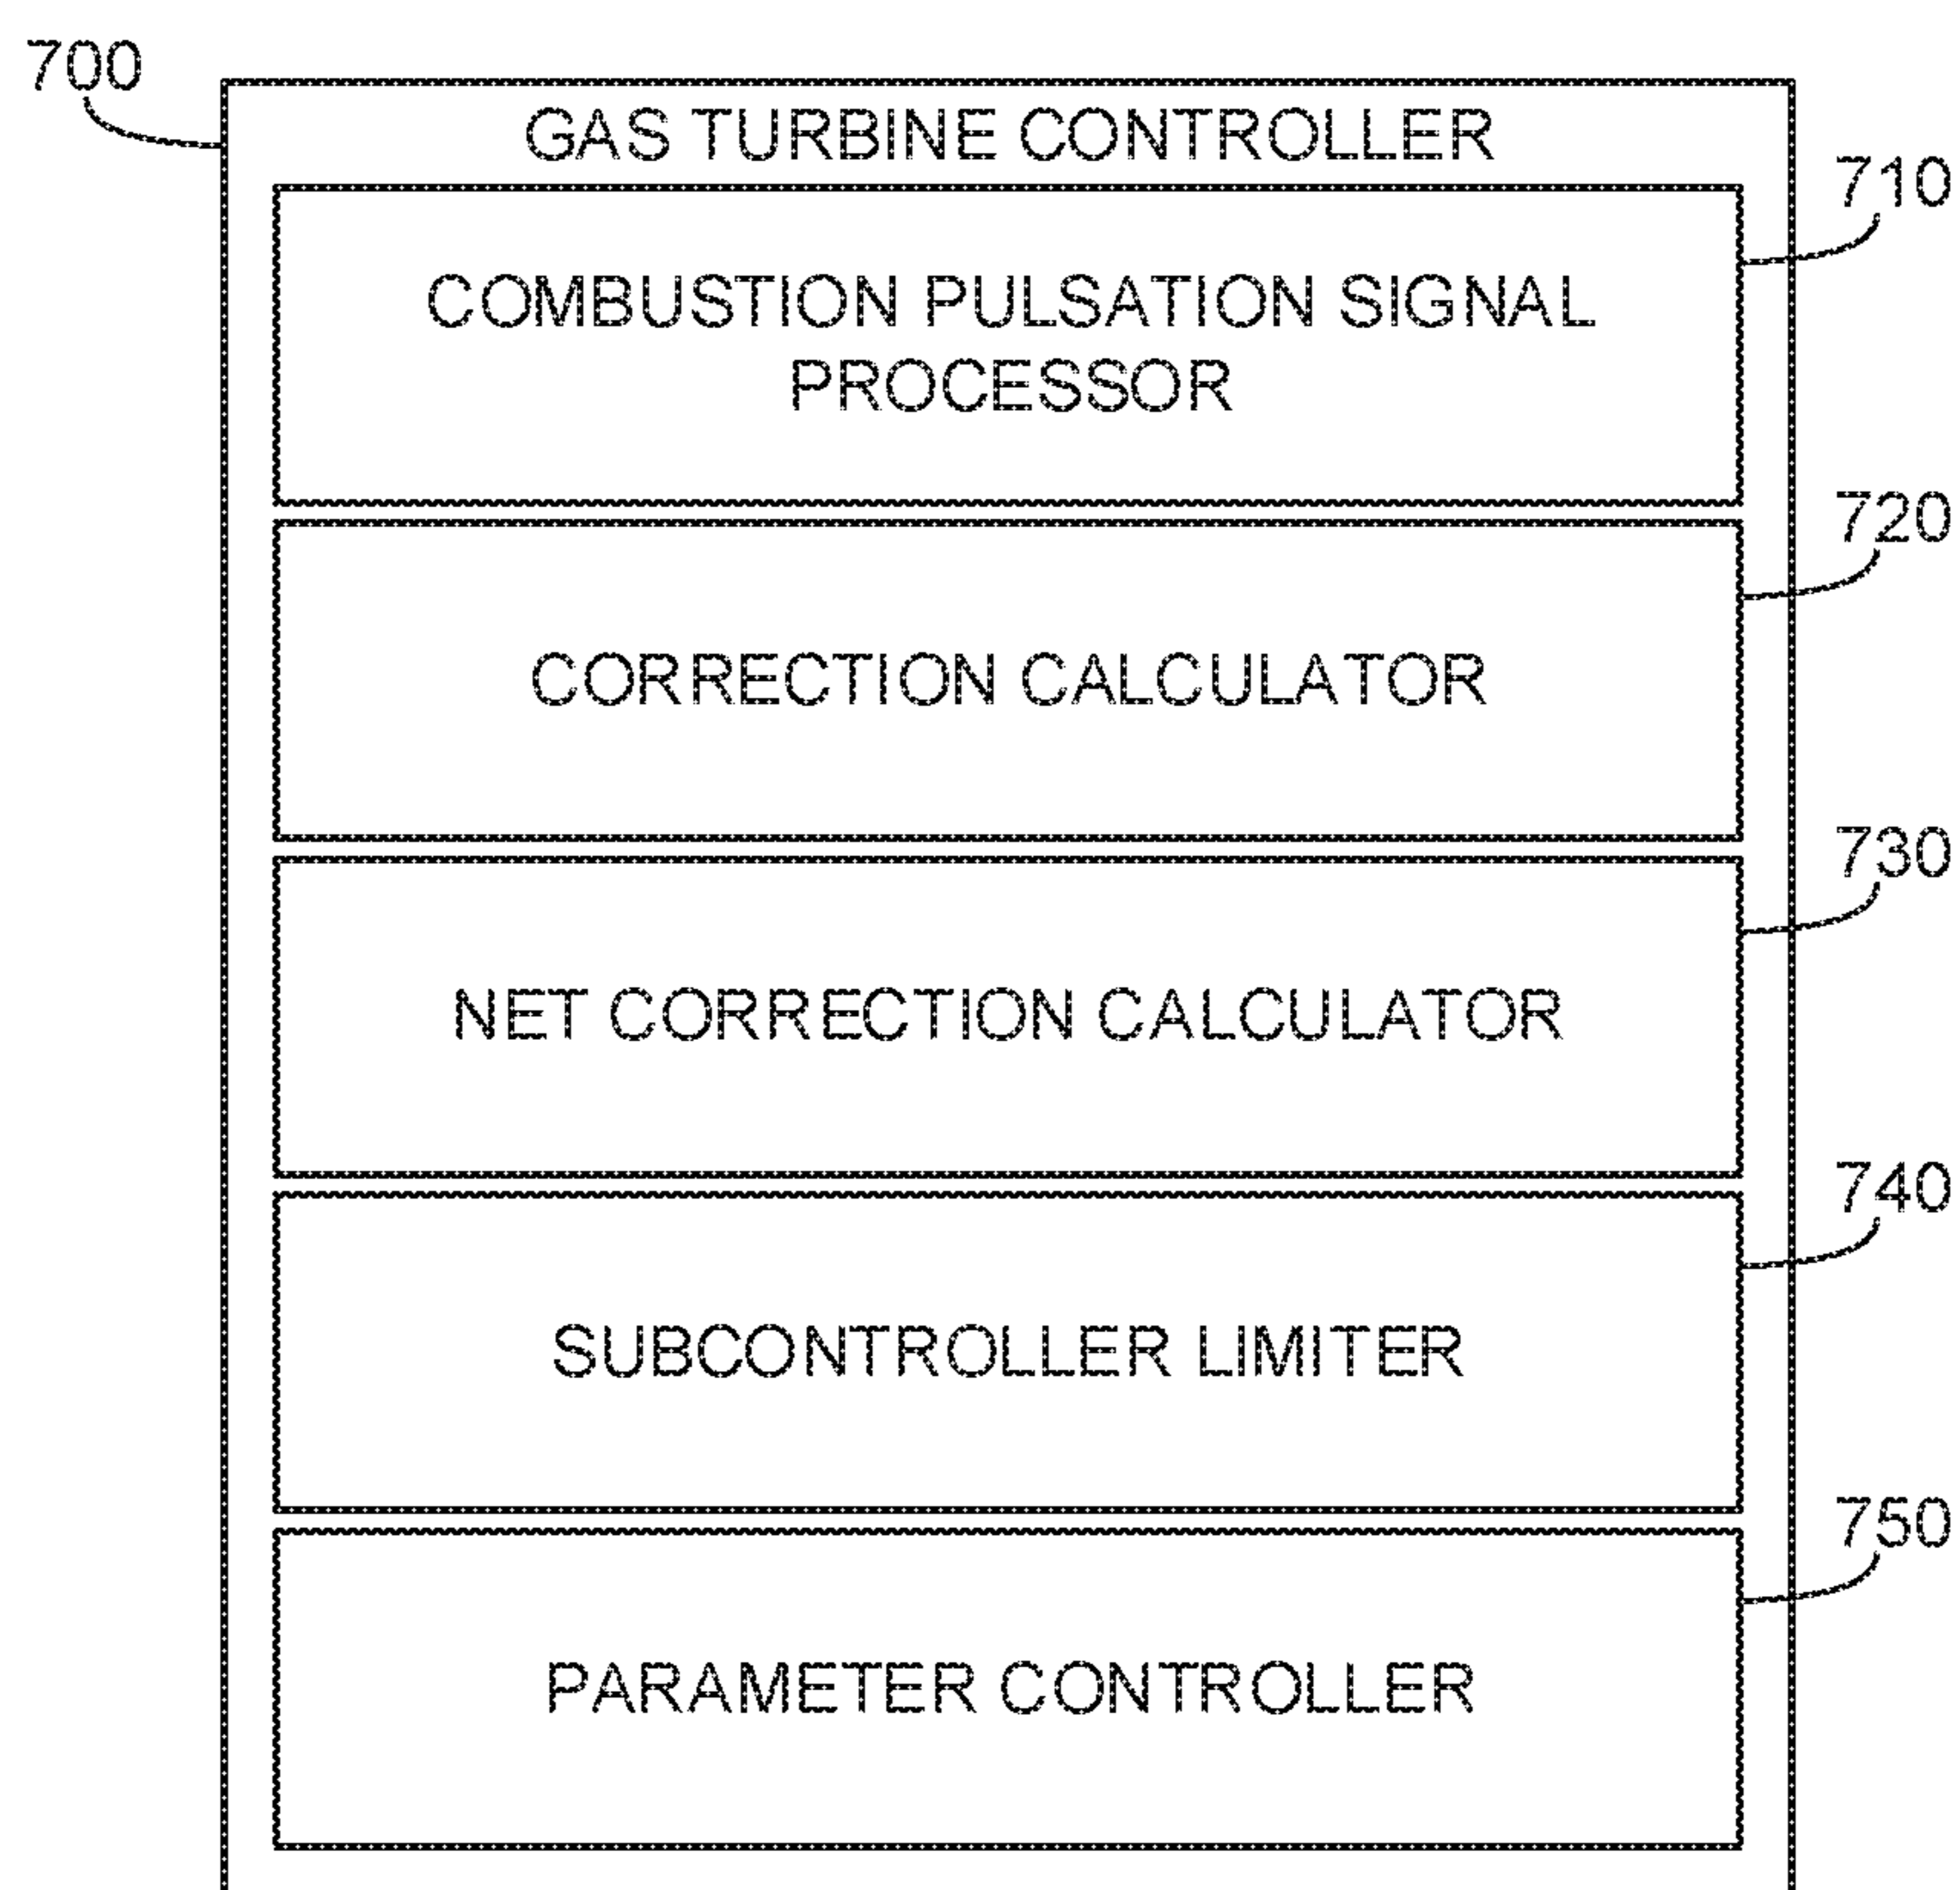 700
GAS TURBINE CONTROLLER
710
COMBUSTION PULSATION SIGNAL
PROCESSOR
720
CORRECTION CALCULATOR
730
NET CORRECTION CALCULATOR
740
SUBCONTROLLER LIMITER
750
PARAMETER CONTROLLER